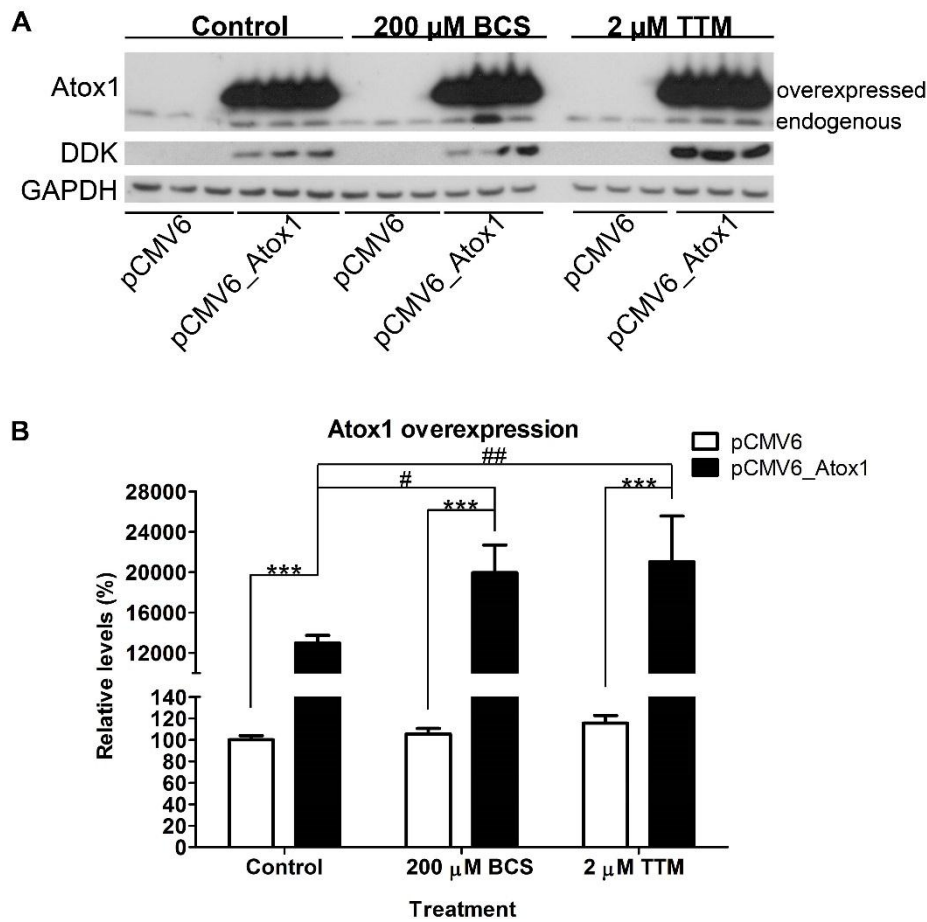 A
Control 200 µM BCS 2 µM TTM
Atox1
overexpressed
endogenous
DDK
GAPDH
pCMV6 pCMV6_Atox1 pCMV6 pCMV6_Atox1 pCMV6 pCMV6_Atox1
B
Atox1 overexpression
pCMV6
pCMV6_Atox1
##
#
***
***
***
Relative levels (%)
28000
24000
20000
16000
12000
140
120
100
80
60
40
20
0
Control 200 µM BCS 2 µM TTM
Treatment